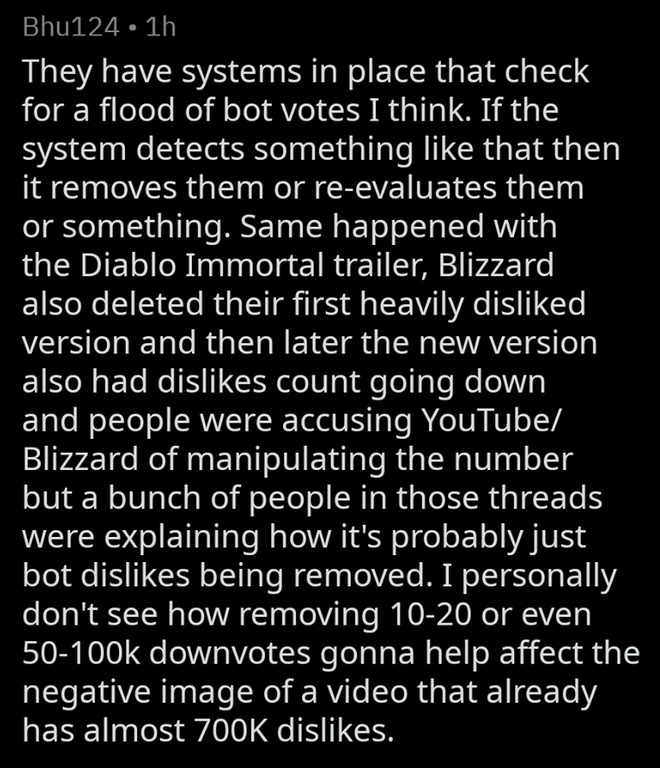 Bhu124 • 1h
They have systems in place that check
for a flood of bot votes I think. If the
system detects something like that then
it removes them or re-evaluates them
or something. Same happened with
the Diablo Immortal trailer, Blizzard
also deleted their first heavily disliked
version and then later the new version
also had dislikes count going down
and people were accusing YouTube/
Blizzard of manipulating the number
but a bunch of people in those threads
were explaining how it's probably just
bot dislikes being removed. I personally
don't see how removing 10-20 or even
50-100k downvotes gonna help affect the
negative image of a video that already
has almost 700K dislikes.